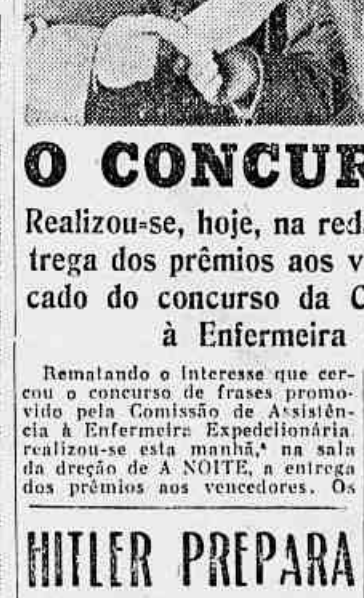 O CONCUR
Realizou-se, hoje, na red
trega dos prêmios aos v
cado do concurso da C
à Enfermeira
Rematando o interesse que cer-
cou o concurso de frases promo-
vido pela Comissão de Assistên-
cia à Enfermeira Expedicionária,
realizou-se esta manhã, na sala
da dreção de A NOITE, a entrega
dos prêmios aos vencedores. Os
HITLER PREPARA